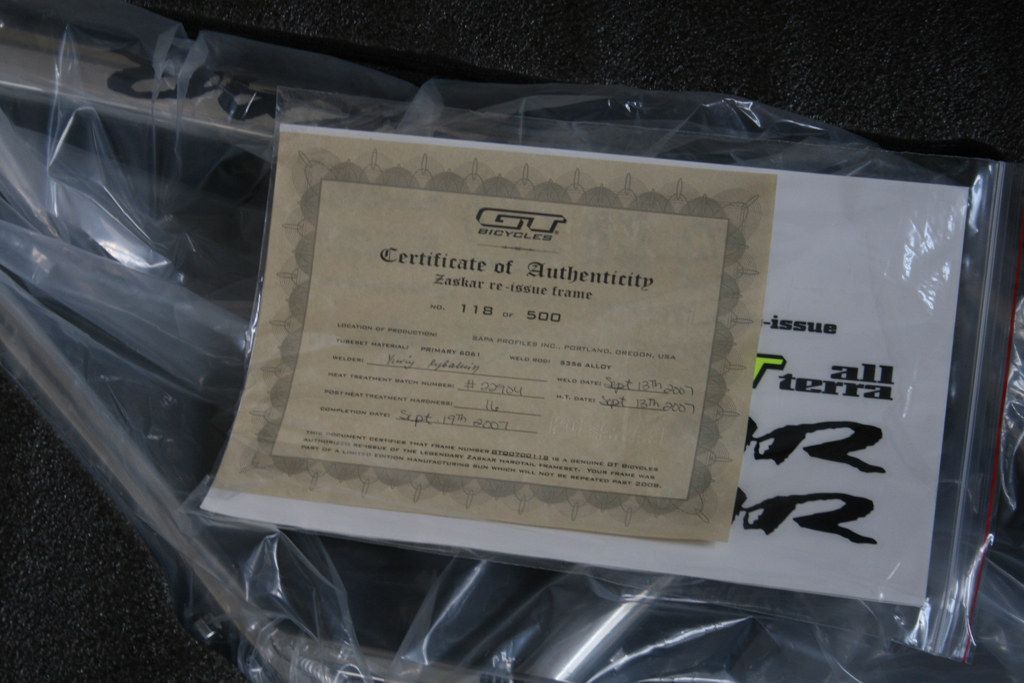 GT
BICYCLES
Certificate of Authenticity
Zaskar re-issue frame
NO. 118 OF 500
LOCATION OF PRODUCTION: SAPA PROFILES INC., PORTLAND, OREGON, USA
TUBESET MATERIAL: PRIMARY 6061 WELD ROD: 5356 ALLOY
WELDER: WELD DATE: Sept 13th 2007
HEAT TREATMENT BATCH NUMBER: # 22904 H.T. DATE: Sept 13th 2007
POST HEAT TREATMENT HARDNESS: 16
COMPLETION DATE: Sept 19th 2007
THIS DOCUMENT CERTIFIES THAT FRAME NUMBER GT00700118 IS A GENUINE GT BICYCLES
AUTHORIZED RE-ISSUE OF THE LEGENDARY ZASKAR HARDTAIL FRAMESET. YOUR FRAME WAS
PART OF A LIMITED EDITION MANUFACTURING RUN WHICH WILL NOT BE REPEATED PAST 2008.
-issue
T all
terra
R
R